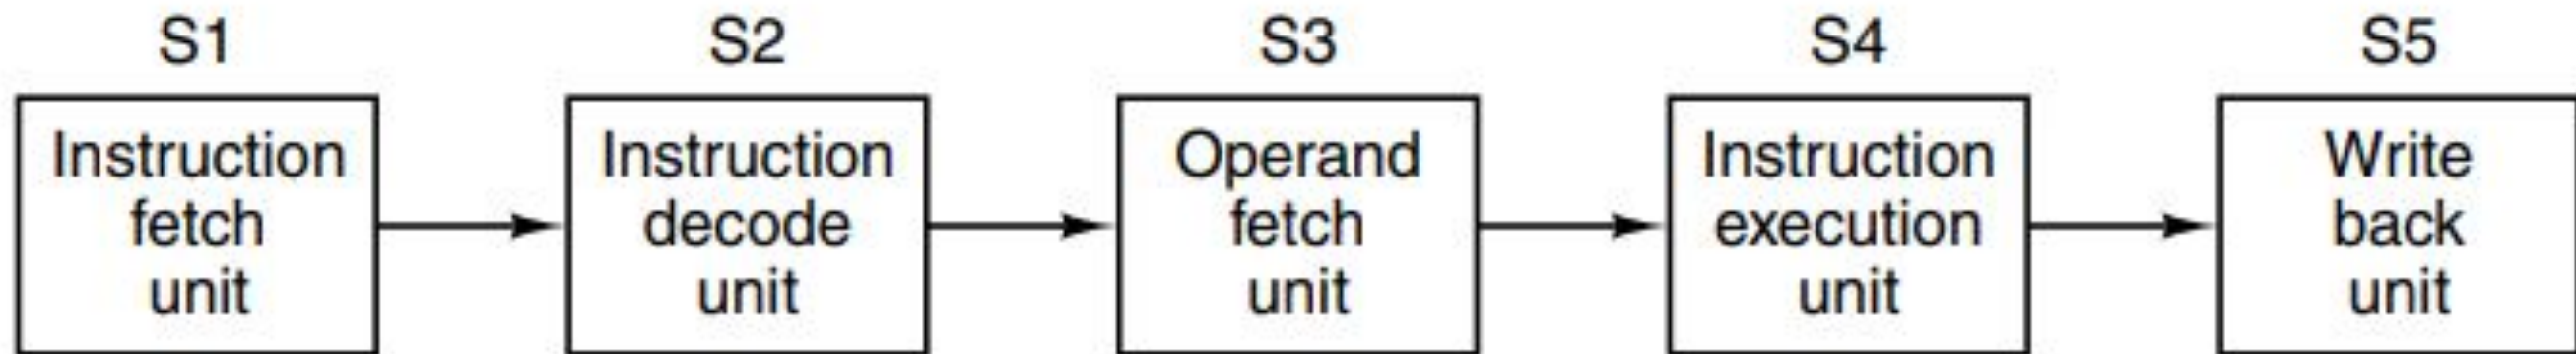 S1 S2 S3 S4 S5
Instruction fetch unit
Instruction decode unit
Operand fetch unit
Instruction execution unit
Write back unit